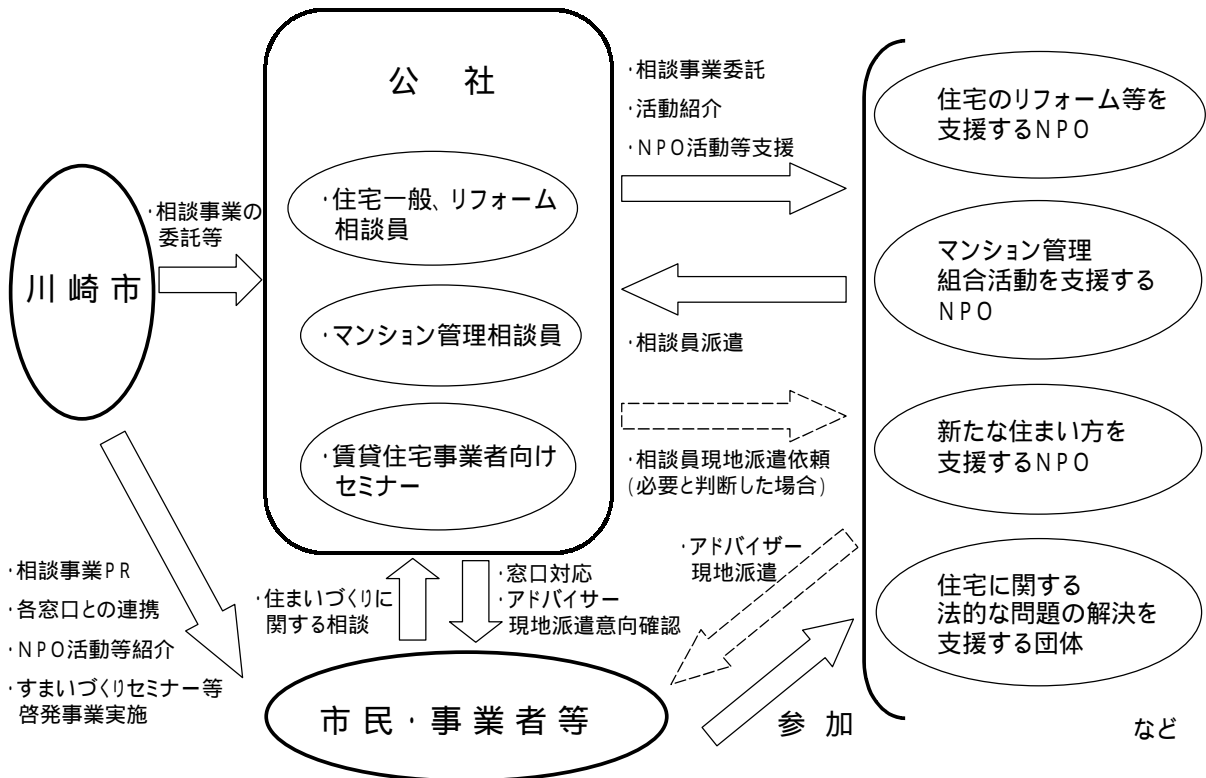 公 社
・住宅一般、リフォーム
相談員
・マンション管理相談員
・賃貸住宅事業者向け
セミナー
川崎市
・相談事業の
委託等
・相談事業委託
・活動紹介
・NPO活動等支援
・相談員派遣
・相談員現地派遣依頼
(必要と判断した場合)
住宅のリフォーム等を
支援するNPO
マンション管理
組合活動を支援する
NPO
新たな住まい方を
支援するNPO
住宅に関する
法的な問題の解決を
支援する団体
など
・相談事業PR
・各窓口との連携
・NPO活動等紹介
・すまいづくりセミナー等
啓発事業実施
・住まいづくりに
関する相談
・窓口対応
・アドバイサー
現地派遣意向確認
・アドバイザー
現地派遣
市民・事業者等
参 加